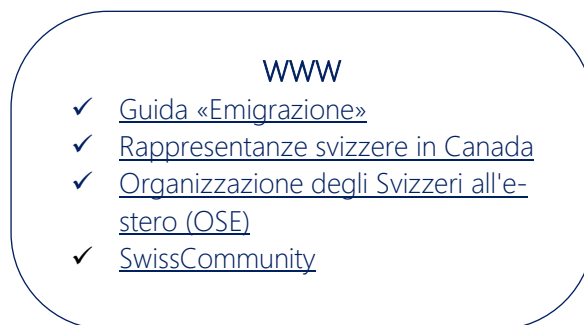 WWW
✓ Guida «Emigrazione»
✓ Rappresentanze svizzere in Canada
✓ Organizzazione degli Svizzeri all'e-
stero (OSE)
✓ SwissCommunity